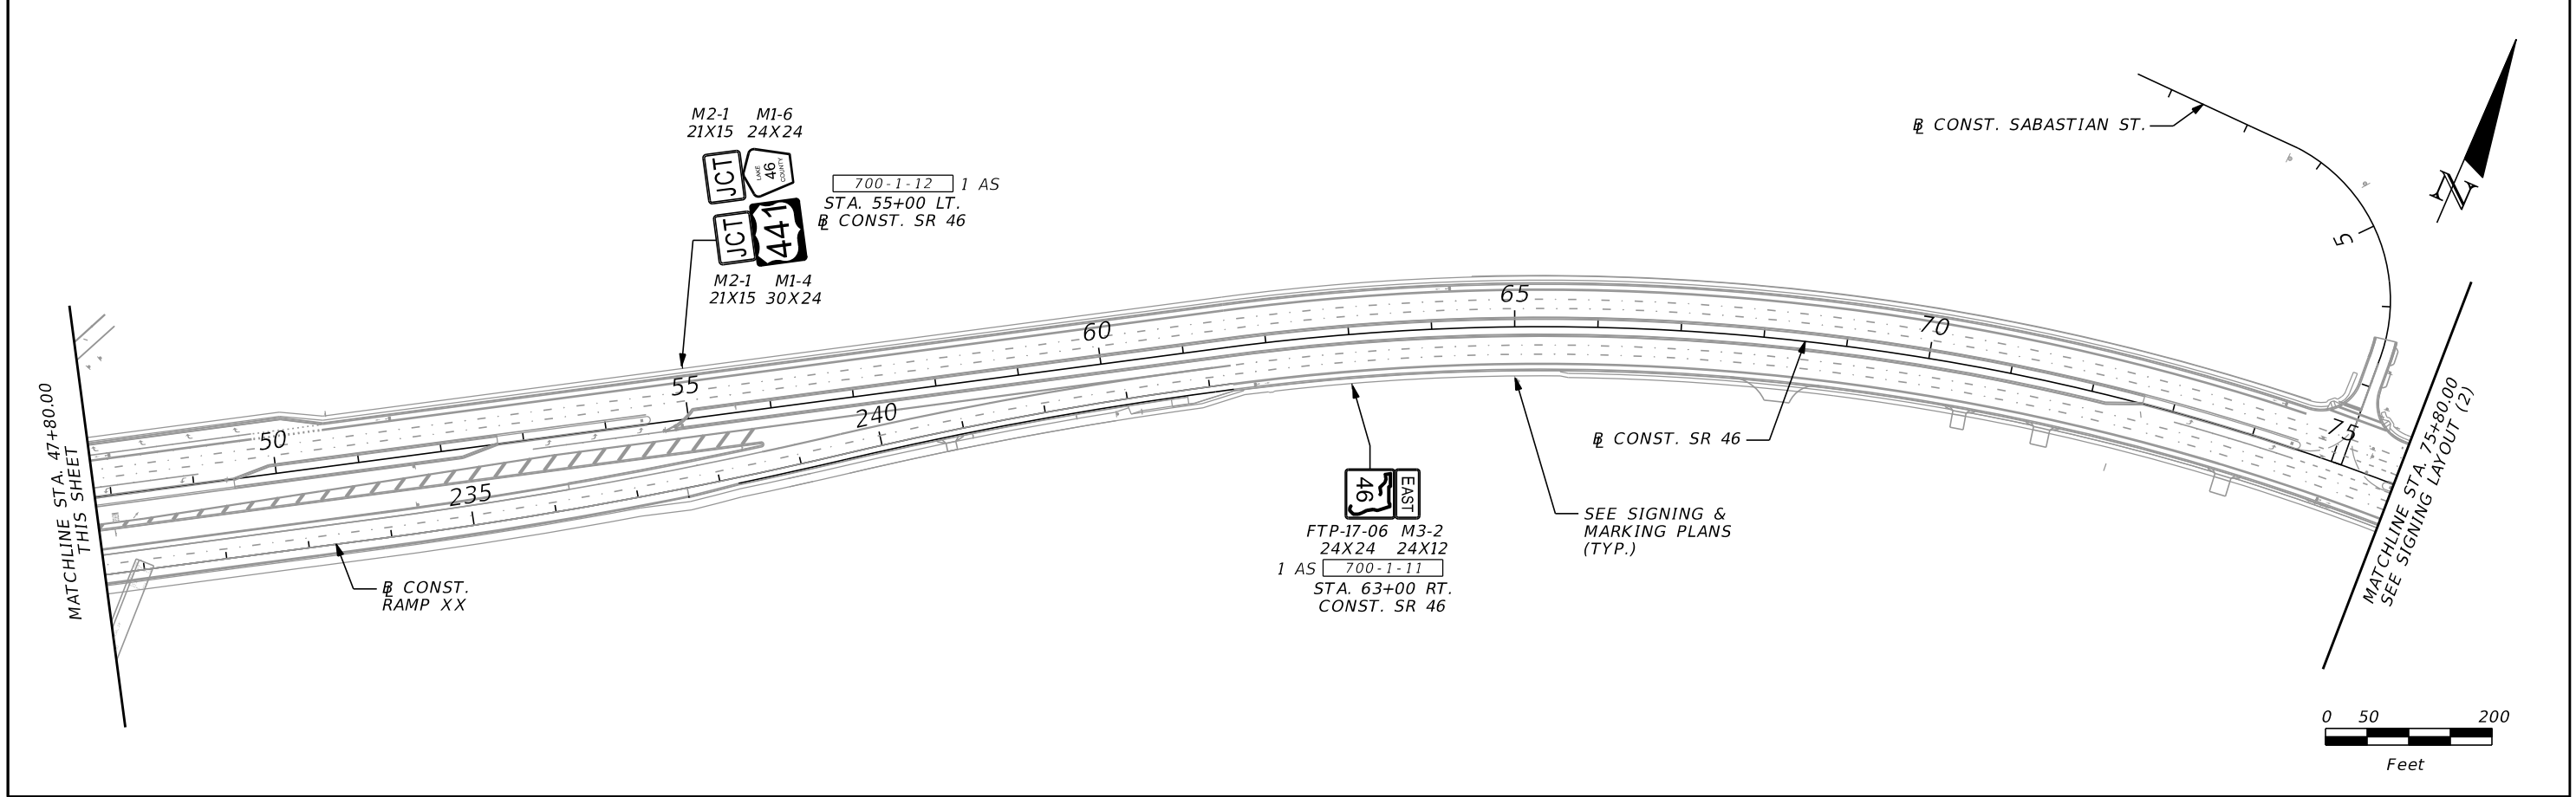 M2-1 M1-6
21X15 24X24
JCT
LAKE
46
COUNTY
JCT
441
M2-1 M1-4
21X15 30X24
700-1-12 1 AS
STA. 55+00 LT.
BL CONST. SR 46
BL CONST. SABASTIAN ST.
N
5
MATCHLINE STA. 47+80.00
THIS SHEET
50
55
60
65
70
75
235
240
BL CONST.
RAMP XX
46
EAST
FTP-17-06 M3-2
24X24 24X12
1 AS 700-1-11
STA. 63+00 RT.
CONST. SR 46
BL CONST. SR 46
SEE SIGNING &
MARKING PLANS
(TYP.)
MATCHLINE STA. 75+80.00
SEE SIGNING LAYOUT (2)
0 50 200
Feet